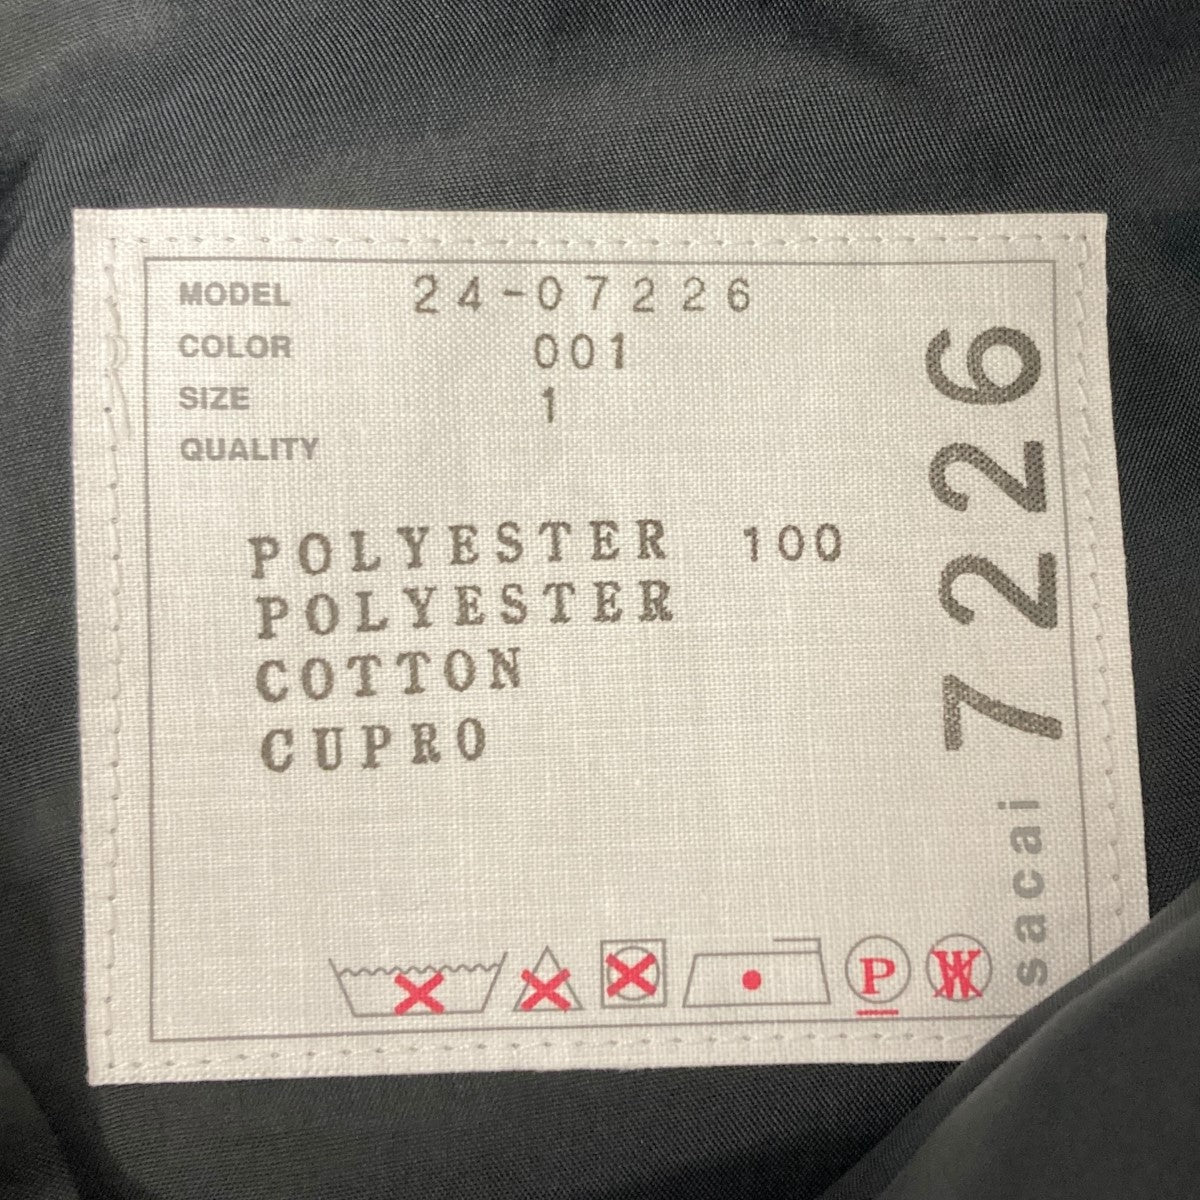 MODEL 24-07226
COLOR 001
SIZE 1
QUALITY
POLYESTER 100
POLYESTER
COTTON
CUPRO
P
W
sacai 7226